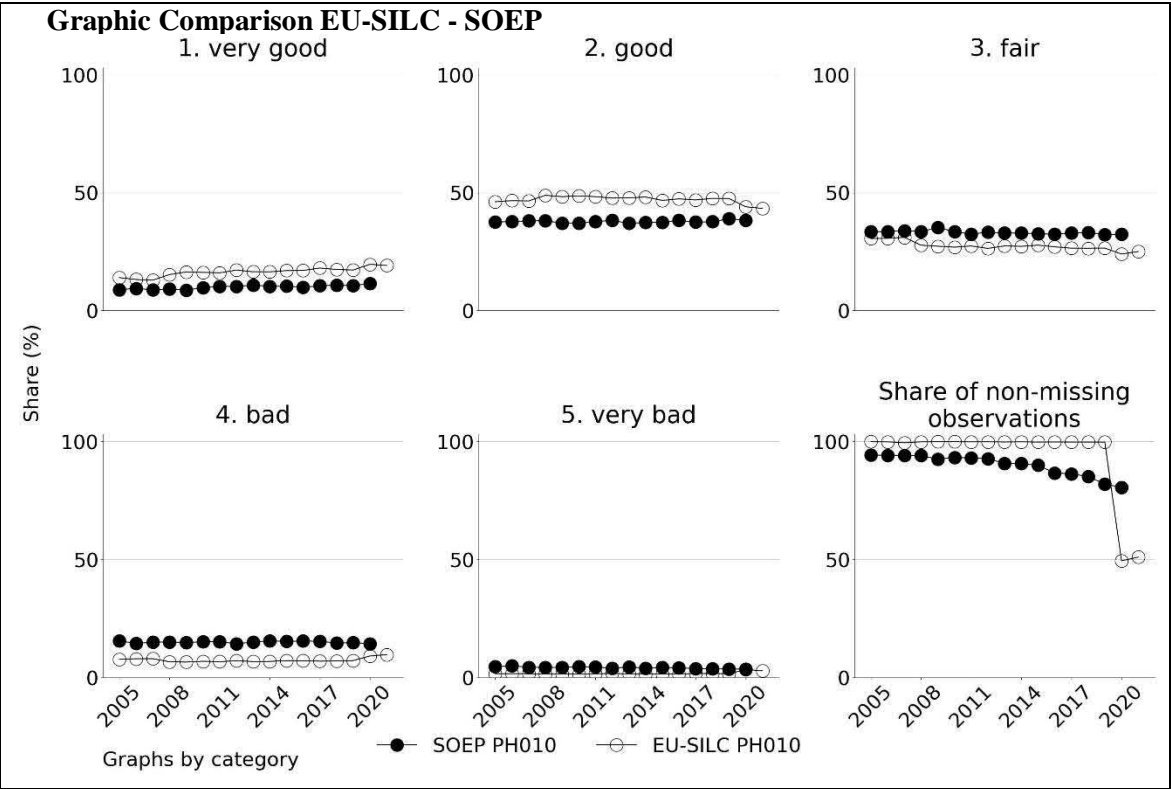 Graphic Comparison EU-SILC - SOEP
1. very good
2. good
3. fair
100
50
0
100
50
0
100
50
0
Share (%)
4. bad
5. very bad
Share of non-missing
observations
100
50
0
100
50
0
100
50
0
2005 2008 2011 2014 2017 2020
2005 2008 2011 2014 2017 2020
2005 2008 2011 2014 2017 2020
SOEP PH010 EU-SILC PH010
Graphs by category